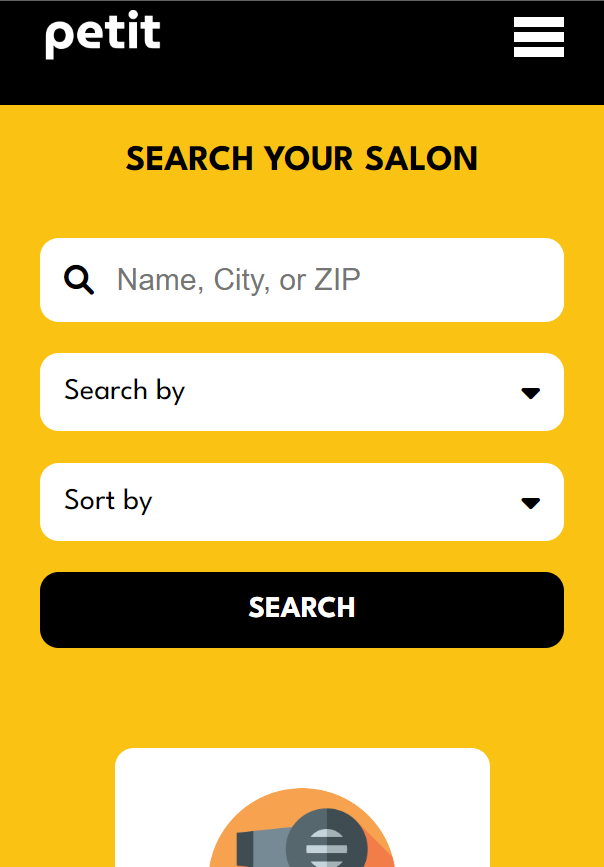 petit
SEARCH YOUR SALON
Name, City, or ZIP
Search by
Sort by
SEARCH